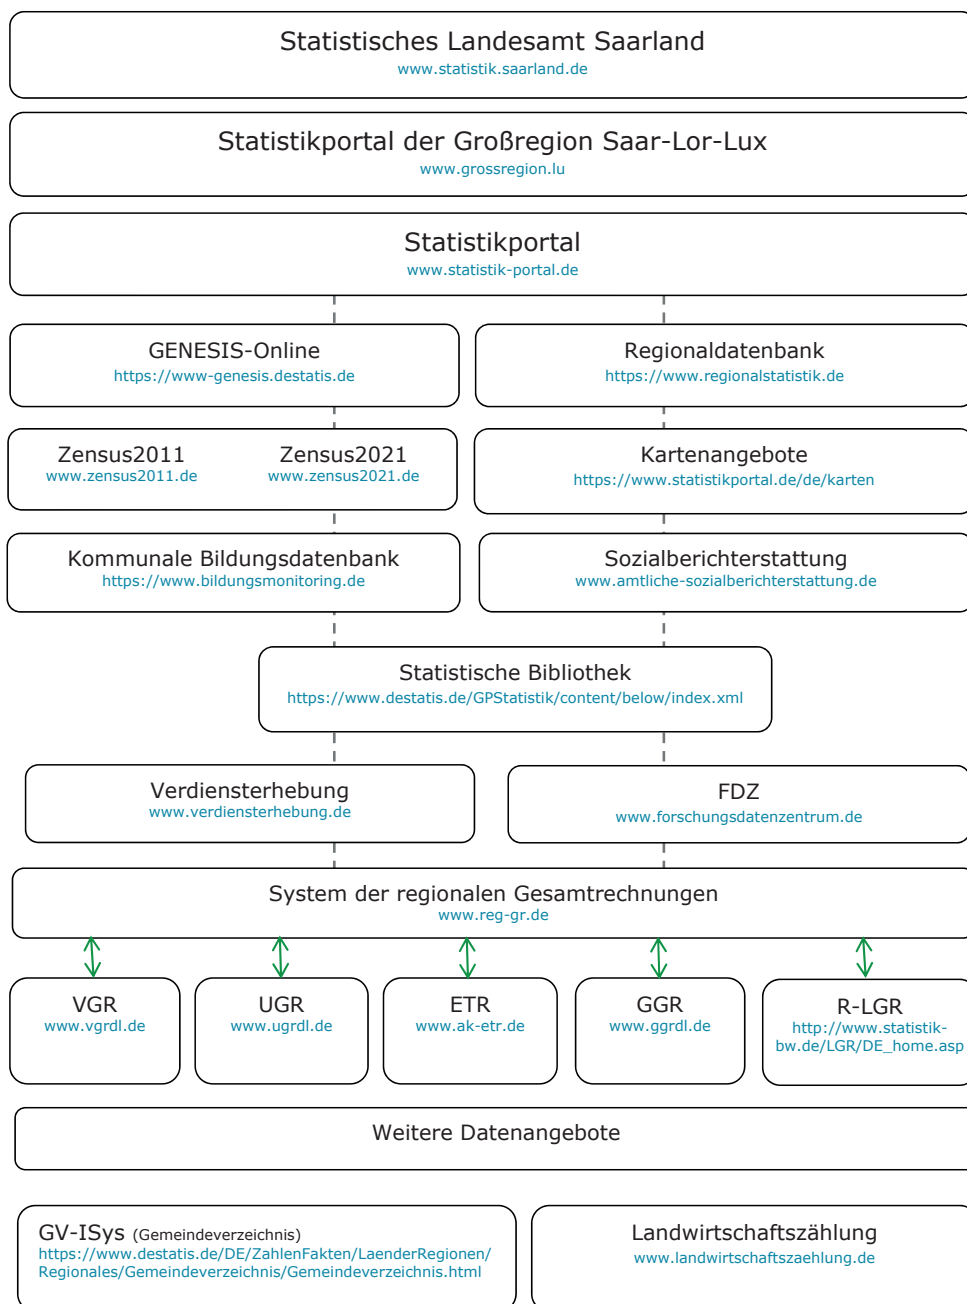 Statistisches Landesamt Saarland
www.statistik.saarland.de
Statistikportal der Großregion Saar-Lor-Lux
www.grossregion.lu
Statistikportal
www.statistik-portal.de
GENESIS-Online
https://www-genesis.destatis.de
Regionaldatenbank
https://www.regionalstatistik.de
Zensus2011
www.zensus2011.de
Zensus2021
www.zensus2021.de
Kartenangebote
https://www.statistikportal.de/de/karten
Kommunale Bildungsdatenbank
https://www.bildungsmonitoring.de
Sozialberichterstattung
www.amtliche-sozialberichterstattung.de
Statistische Bibliothek
https://www.destatis.de/GPStatistik/content/below/index.xml
Verdiensterhebung
www.verdiensterhebung.de
FDZ
www.forschungsdatenzentrum.de
System der regionalen Gesamtrechnungen
www.reg-gr.de
VGR
www.vgrdl.de
UGR
www.ugrdl.de
ETR
www.ak-etr.de
GGR
www.ggrdl.de
R-LGR
http://www.statistik-
bw.de/LGR/DE_home.asp
Weitere Datenangebote
GV-ISys (Gemeindeverzeichnis)
https://www.destatis.de/DE/ZahlenFakten/LaenderRegionen/
Regionales/Gemeindeverzeichnis/Gemeindeverzeichnis.html
Landwirtschaftszählung
www.landwirtschaftszaehlung.de